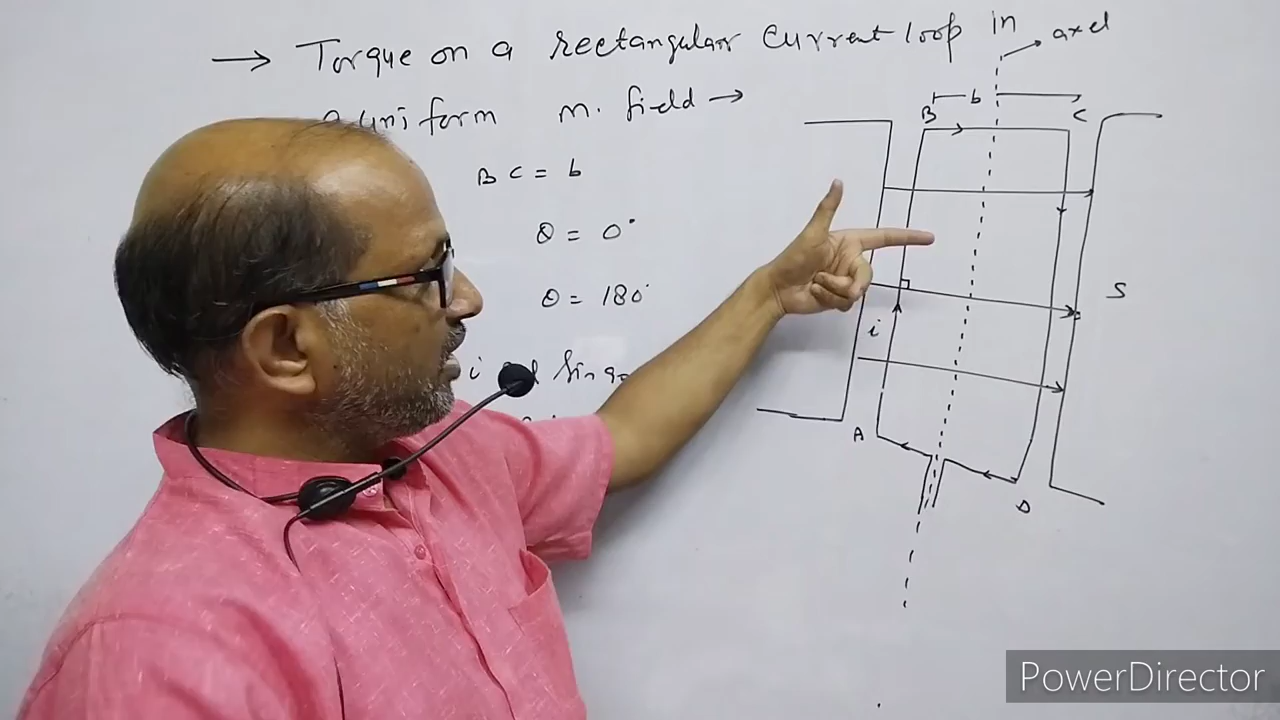 → Torque on a rectangular current loop in
axel
uniform m. field →
b
B
C
BC = b
θ = 0°
θ = 180°
S
i
i
A
D
PowerDirector